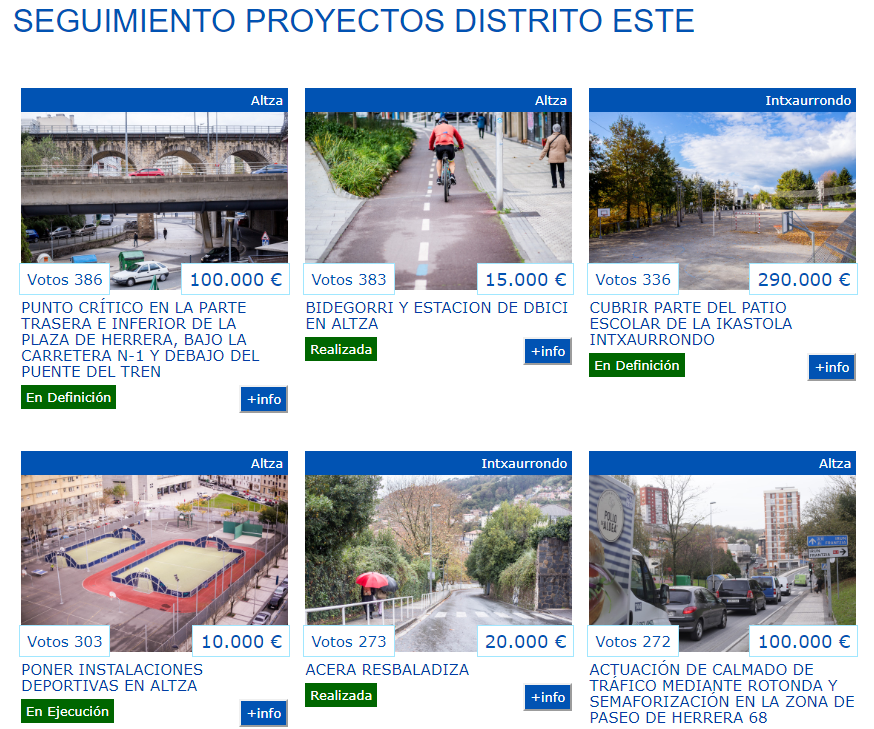 SEGUIMIENTO PROYECTOS DISTRITO ESTE
Altza
Votos 386
100.000 €
PUNTO CRÍTICO EN LA PARTE
TRASERA E INFERIOR DE LA
PLAZA DE HERRERA, BAJO LA
CARRETERA N-1 Y DEBAJO DEL
PUENTE DEL TREN
En Definición
+info
Altza
Votos 383
15.000 €
BIDEGORRI Y ESTACION DE DBICI
EN ALTZA
Realizada
+info
Intxaurrondo
Votos 336
290.000 €
CUBRIR PARTE DEL PATIO
ESCOLAR DE LA IKASTOLA
INTXAURRONDO
En Definición
+info
Altza
Votos 303
10.000 €
PONER INSTALACIONES
DEPORTIVAS EN ALTZA
En Ejecución
+info
Intxaurrondo
Votos 273
20.000 €
ACERA RESBALADIZA
Realizada
+info
Altza
POLLO
Votos 272
100.000 €
ACTUACIÓN DE CALMADO DE
TRÁFICO MEDIANTE ROTONDA Y
SEMAFORIZACIÓN EN LA ZONA DE
PASEO DE HERRERA 68